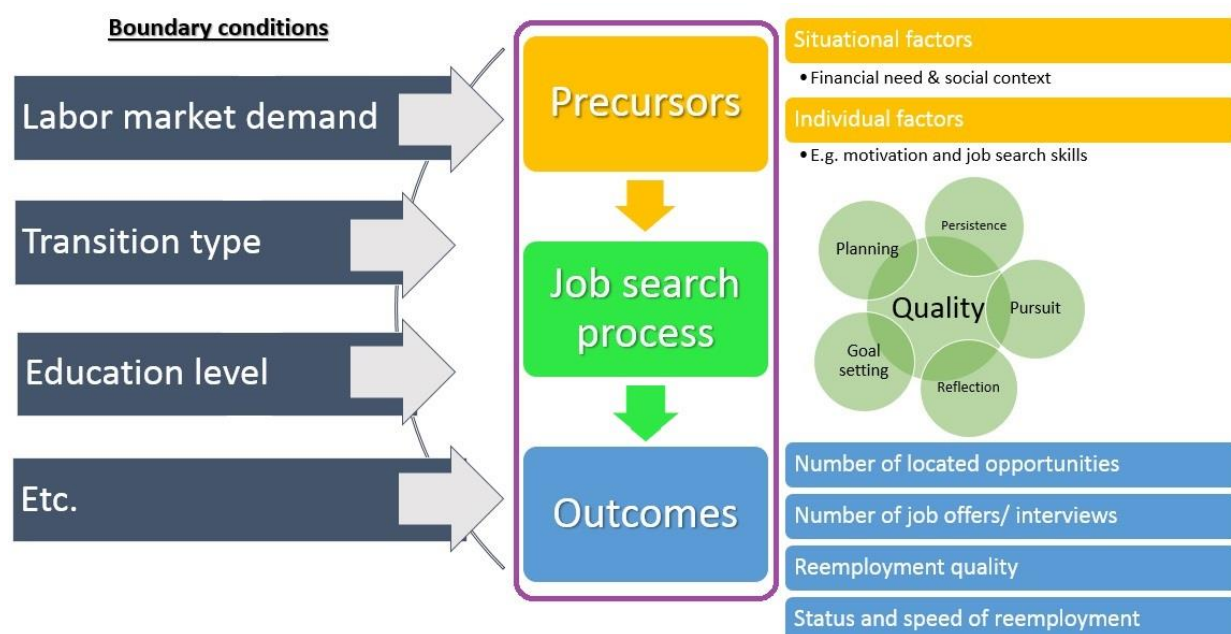 Boundary conditions
Labor market demand
Transition type
Education level
Etc.
Precursors
Job search
process
Outcomes
Situational factors
•Financial need & social context
Individual factors
•E.g. motivation and job search skills
Persistence
Planning
Quality
Pursuit
Goal
setting
Reflection
Number of located opportunities
Number of job offers/ interviews
Reemployment quality
Status and speed of reemployment